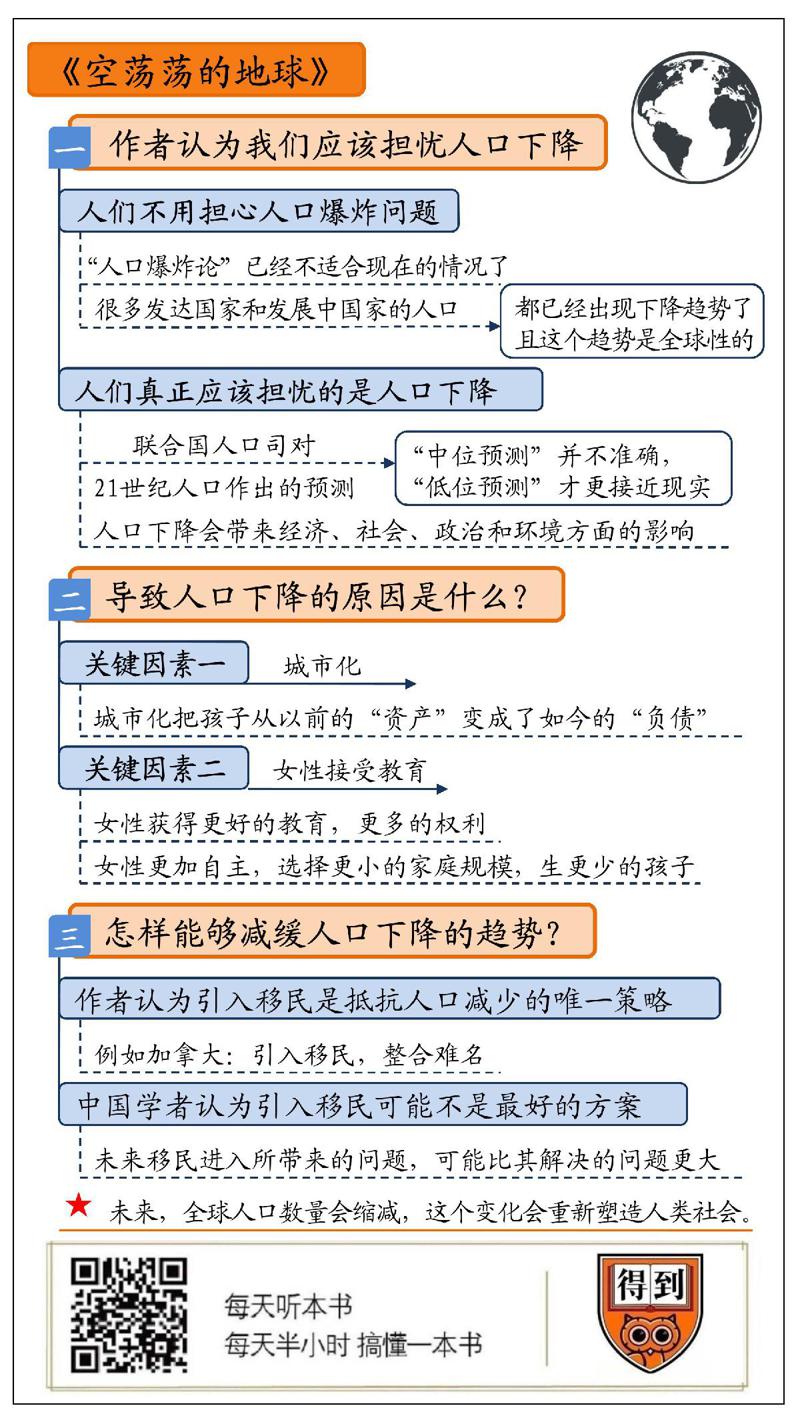 《空荡荡的地球》
一 作者认为我们应该担忧人口下降
人们不用担心人口爆炸问题
“人口爆炸论”已经不适合现在的情况了
很多发达国家和发展中国家的人口
都已经出现下降趋势了
且这个趋势是全球性的
人们真正应该担忧的是人口下降
联合国人口司对
21世纪人口作出的预测
“中位预测”并不准确，
“低位预测”才更接近现实
人口下降会带来经济、社会、政治和环境方面的影响
二 导致人口下降的原因是什么？
关键因素一 城市化
城市化把孩子从以前的“资产”变成了如今的“负债”
关键因素二 女性接受教育
女性获得更好的教育，更多的权利
女性更加自主，选择更小的家庭规模，生更少的孩子
三 怎样能够减缓人口下降的趋势？
作者认为引入移民是抵抗人口减少的唯一策略
例如加拿大：引入移民，整合难名
中国学者认为引入移民可能不是最好的方案
未来移民进入所带来的问题，可能比其解决的问题更大
★ 未来，全球人口数量会缩减，这个变化会重新塑造人类社会。
每天听本书
每天半小时 搞懂一本书
得到